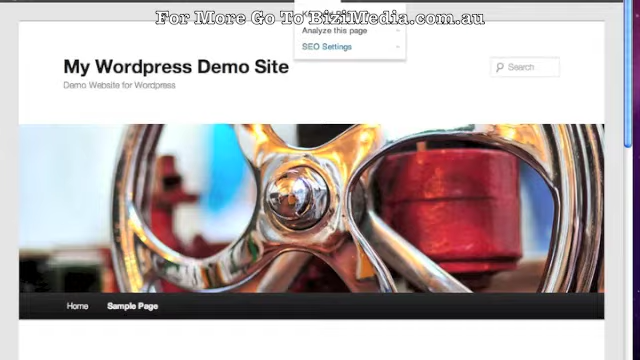 For More Go To BiziMedia.com.au
Analyze this page
SEO Settings
My Wordpress Demo Site
Demo Website for Wordpress
Search
Home
Sample Page